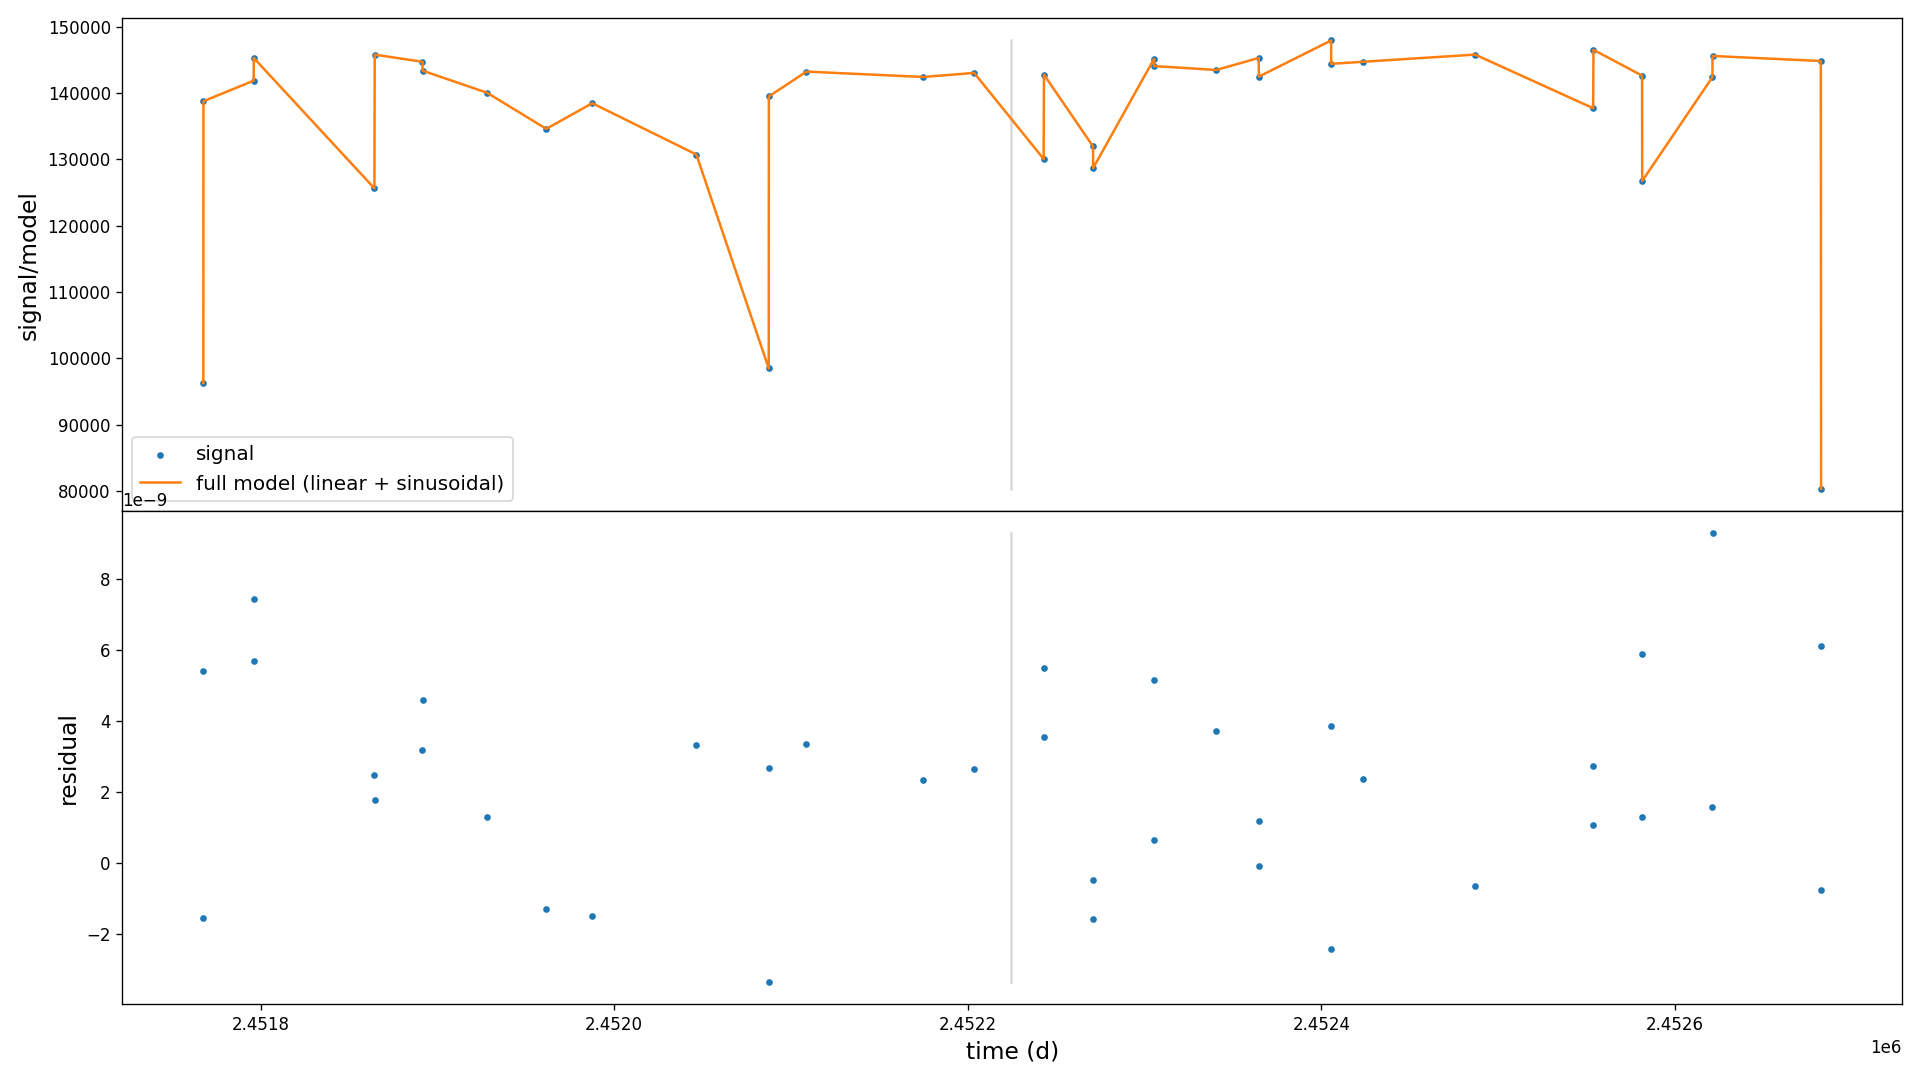 150000
140000
130000
120000
110000
100000
90000
80000
signal/model
signal
full model (linear + sinusoidal)
1e−9
8
6
4
2
0
−2
residual
2.4518
2.4520
2.4522
2.4524
2.4526
time (d)
1e6